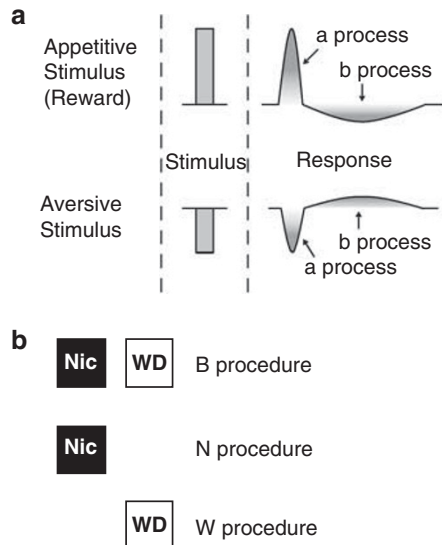 a
Appetitive
Stimulus
(Reward)
a process
b process
Stimulus
Response
Aversive
Stimulus
b process
a process
b
Nic WD B procedure
Nic N procedure
WD W procedure